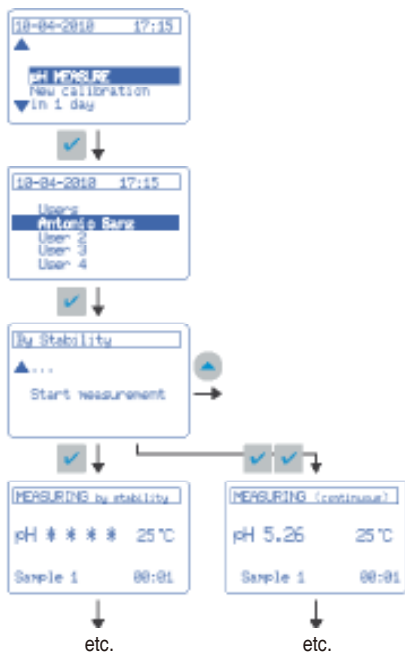 10-04-2010 17:15
pH MEASURE
New calibration
in 1 day
10-04-2010 17:15
Users
Antonio Sanz
User 2
User 3
User 4
By Stability
...
Start measurement
MEASURING by stability
pH * * * * 25 °C
Sample 1 00:01
MEASURING (continuous)
pH 5.26 25 °C
Sample 1 00:01
etc.
etc.